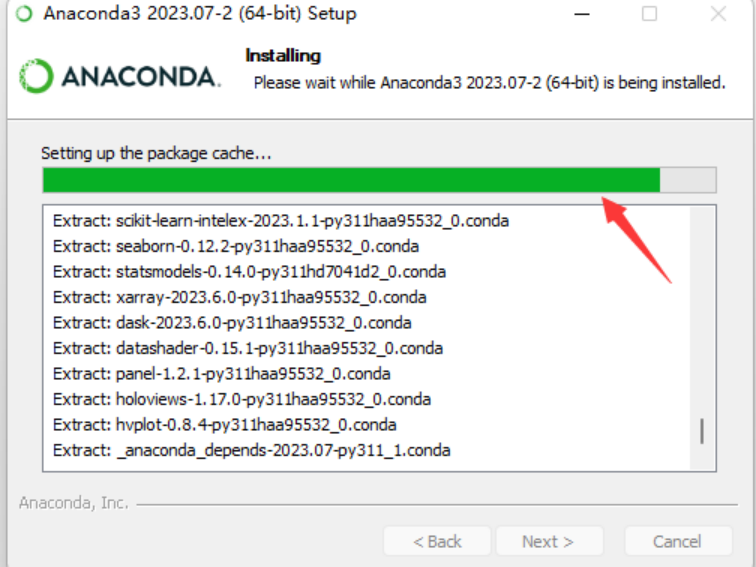 Anaconda3 2023.07-2 (64-bit) Setup
ANACONDA.
Installing
Please wait while Anaconda3 2023.07-2 (64-bit) is being installed.
Setting up the package cache...
Extract: scikit-learn-intelex-2023.1.1-py311haa95532_0.conda
Extract: seaborn-0.12.2-py311haa95532_0.conda
Extract: statsmodels-0.14.0-py311hd7041d2_0.conda
Extract: xarray-2023.6.0-py311haa95532_0.conda
Extract: dask-2023.6.0-py311haa95532_0.conda
Extract: datashader-0.15.1-py311haa95532_0.conda
Extract: panel-1.2.1-py311haa95532_0.conda
Extract: holoviews-1.17.0-py311haa95532_0.conda
Extract: hvplot-0.8.4-py311haa95532_0.conda
Extract: _anaconda_depends-2023.07-py311_1.conda
Anaconda, Inc.
< Back Next > Cancel